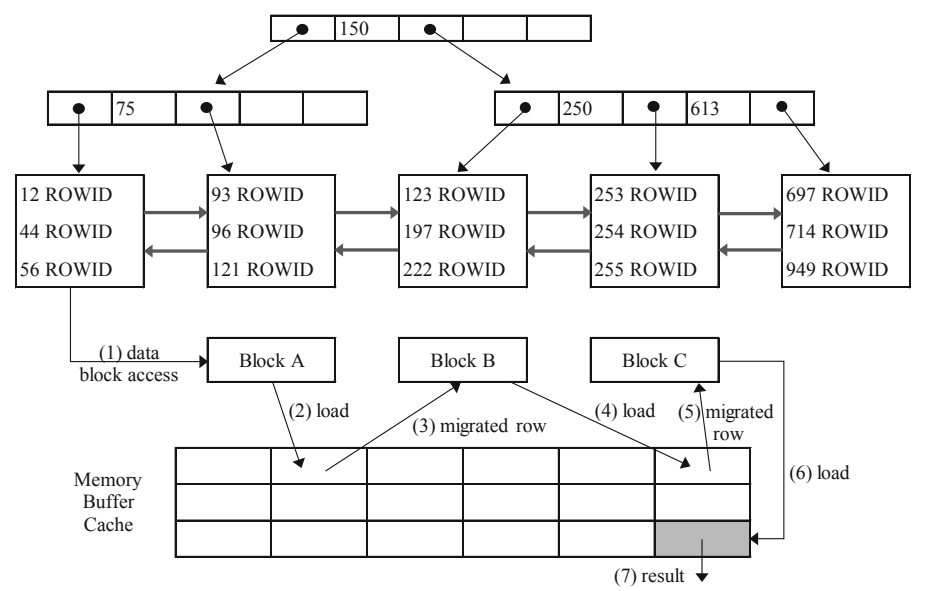 150
75
250 613
12 ROWID 93 ROWID 123 ROWID 253 ROWID 697 ROWID
44 ROWID 96 ROWID 197 ROWID 254 ROWID 714 ROWID
56 ROWID 121 ROWID 222 ROWID 255 ROWID 949 ROWID
(1) data
block access
Block A
Block B
Block C
(2) load
(3) migrated row
(4) load
(5) migrated
row
(6) load
Memory
Buffer
Cache
(7) result